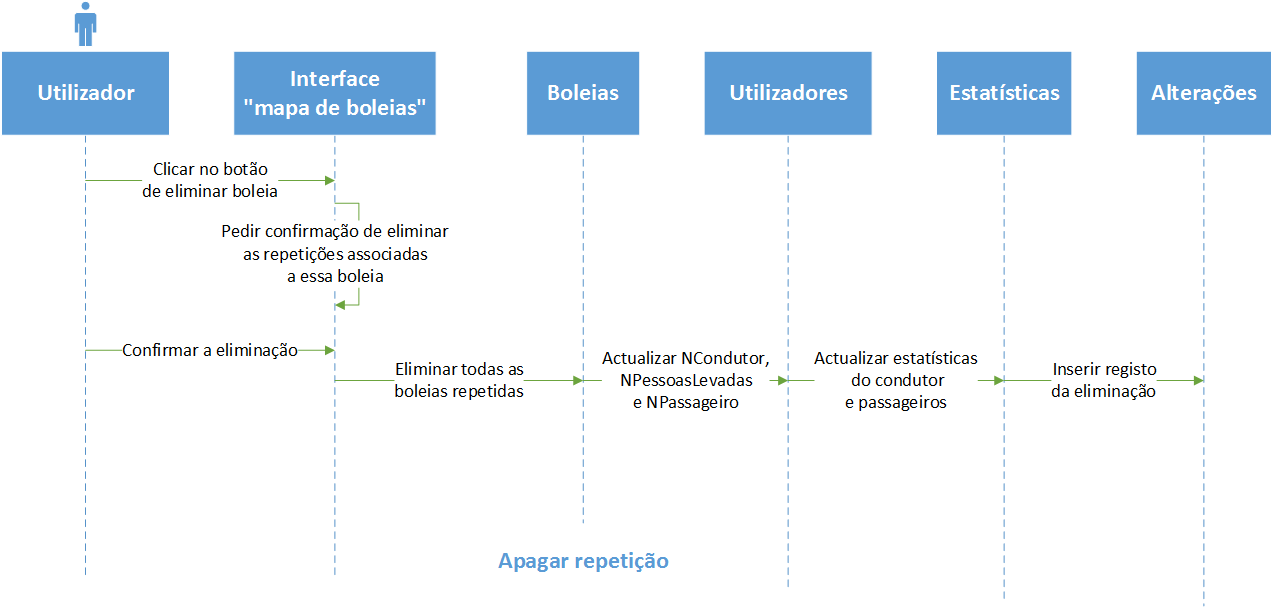 Utilizador
Interface
"mapa de boleias"
Boleias
Utilizadores
Estatísticas
Alterações
Clicar no botão
de eliminar boleia
Pedir confirmação de eliminar
as repetições associadas
a essa boleia
Confirmar a eliminação
Eliminar todas as
boleias repetidas
Actualizar NCondutor,
NPessoasLevadas
e NPassageiro
Actualizar estatísticas
do condutor
e passageiros
Inserir registo
da eliminação
Apagar repetição